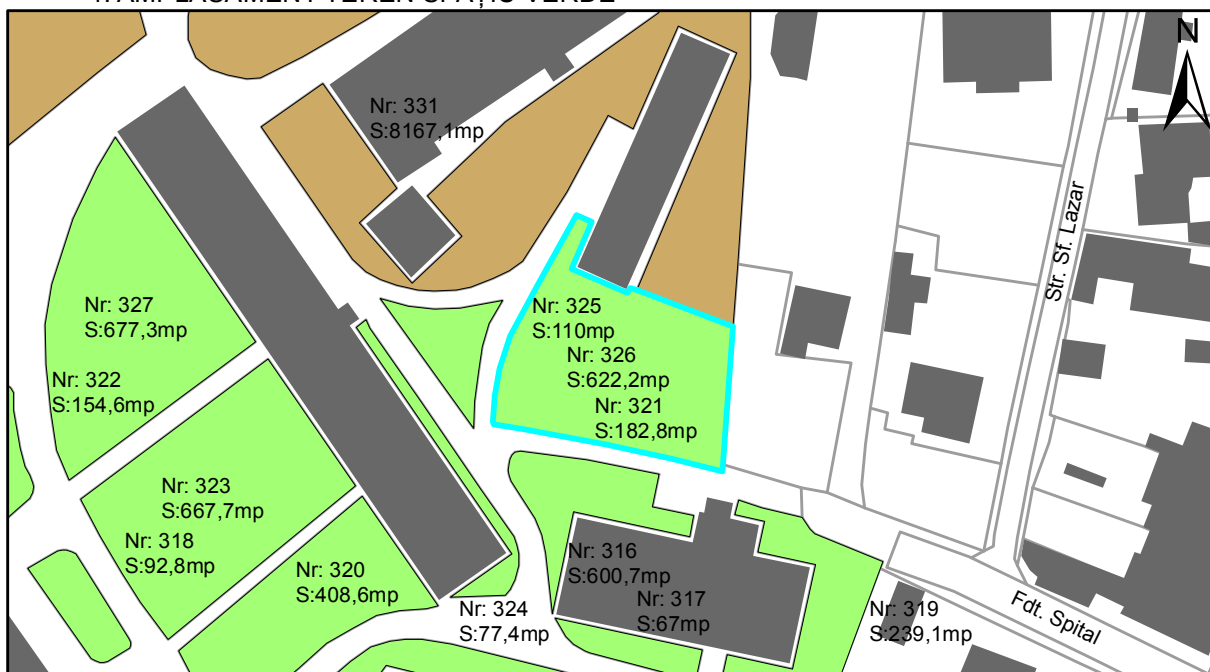 N
Nr: 331
S:8167,1mp
Str. Sf. Lazar
Nr: 327
S:677,3mp
Nr: 325
S:110mp
Nr: 326
S:622,2mp
Nr: 322
S:154,6mp
Nr: 321
S:182,8mp
Nr: 323
S:667,7mp
Nr: 318
S:92,8mp
Nr: 320
S:408,6mp
Nr: 316
S:600,7mp
Nr: 317
S:67mp
Nr: 324
S:77,4mp
Nr: 319
S:239,1mp
Fdt. Spital